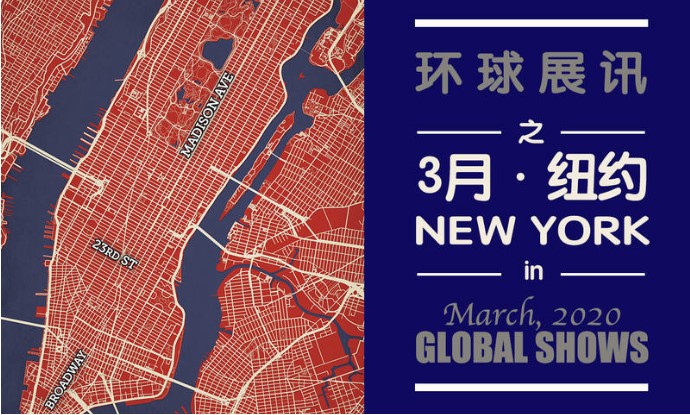 MADISON AVE
23RD ST
BROADWAY
环球展讯
之
3月·纽约
NEW YORK
in
March, 2020
GLOBAL SHOWS